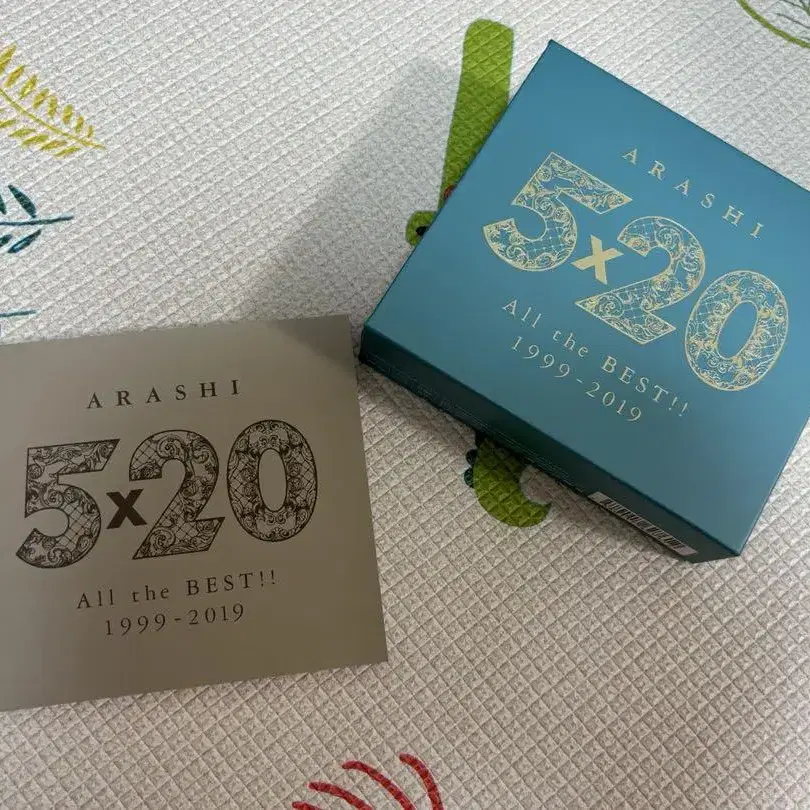 ARASHI
5x20
All the BEST!!
1999-2019
ARASHI
5x20
All the BEST!!
1999-2019